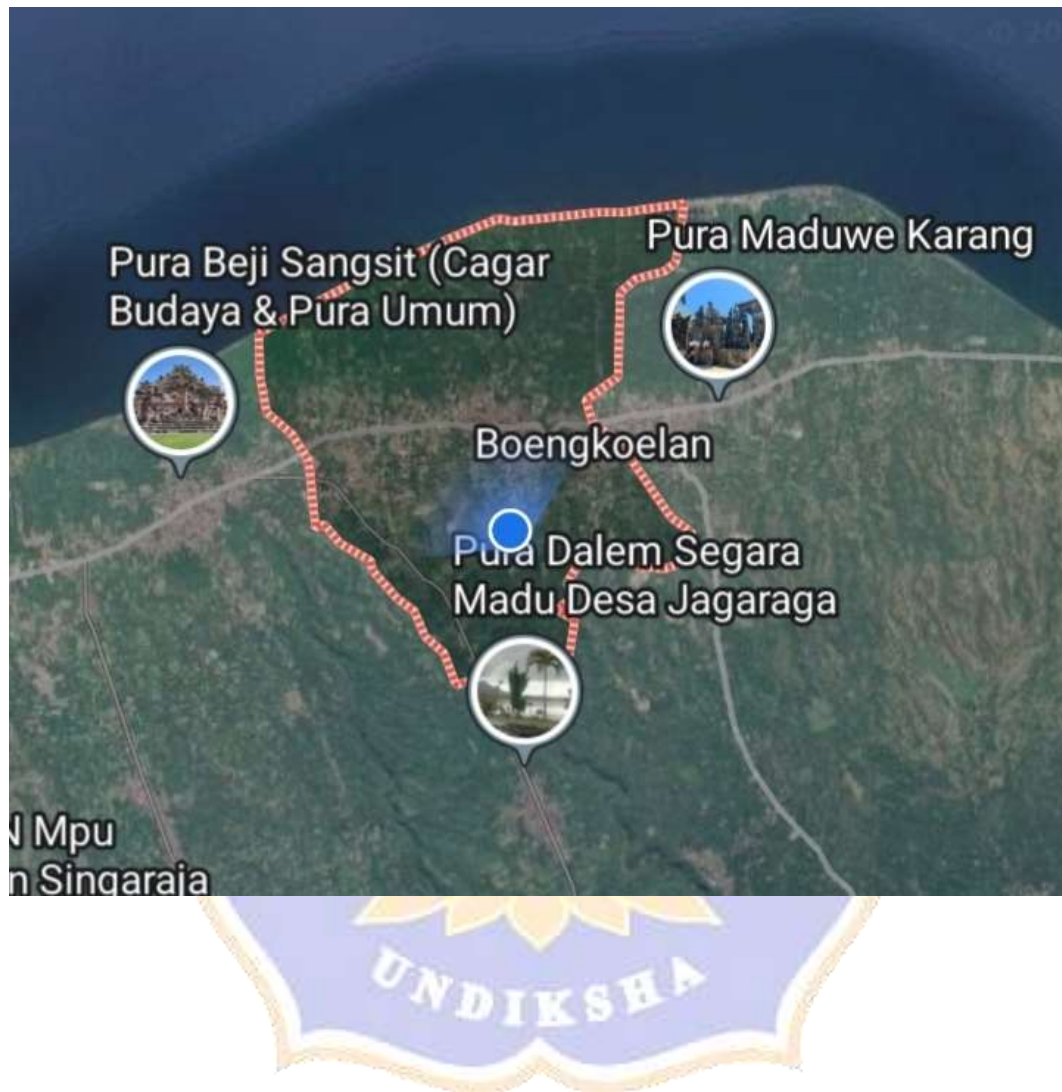 © 20
Pura Maduwe Karang
Pura Beji Sangsit (Cagar
Budaya & Pura Umum)
Boengkoelan
Pura Dalem Segara
Madu Desa Jagaraga
N Mpu
n Singaraja
UNDIKSHA